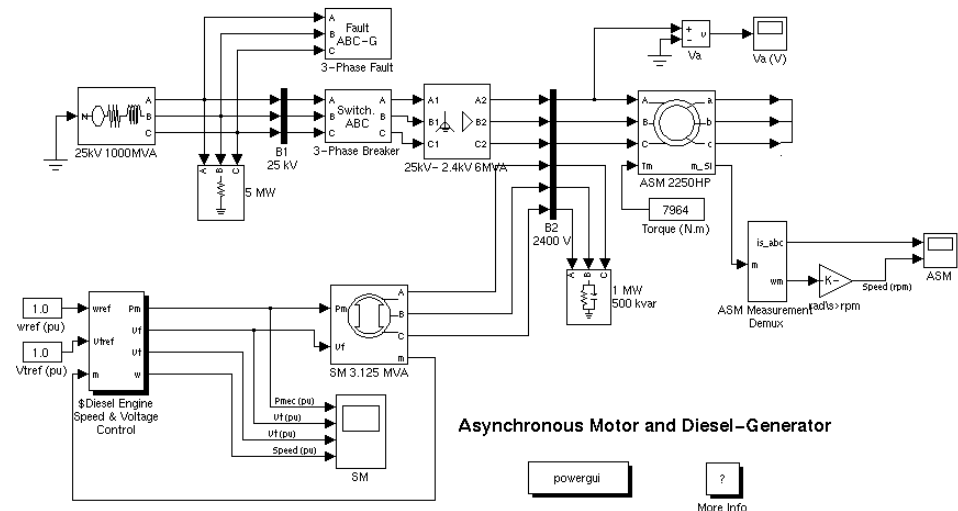 A
B
C
Fault
ABC-G
3-Phase Fault
+
-
v
Va
Va (V)
N
A
B
C
25kV 1000MVA
B1
25 kV
A
B
C
Switch.
ABC
A
B
C
3-Phase Breaker
A1
B1
C1
A2
B2
C2
25kV- 2.4kV 6MVA
A
B
C
Tm
a
b
c
m_SI
ASM 2250HP
A
B
C
5 MW
7964
Torque (N.m)
B2
2400 V
is_abc
m
wm
ASM Measurement
Demux
K-
rad\s>rpm
Speed (rpm)
ASM
A
B
C
1 MW
500 kvar
1.0
wref (pu)
1.0
Vtref (pu)
wref
Vtref
m
Pm
Vf
Vt
w
$Diesel Engine
Speed & Voltage
Control
Pm
Vf
A
B
C
m
SM 3.125 MVA
Pmec (pu)
Vf (pu)
Vt (pu)
Speed (pu)
SM
Asynchronous Motor and Diesel-Generator
powergui
?
More Info